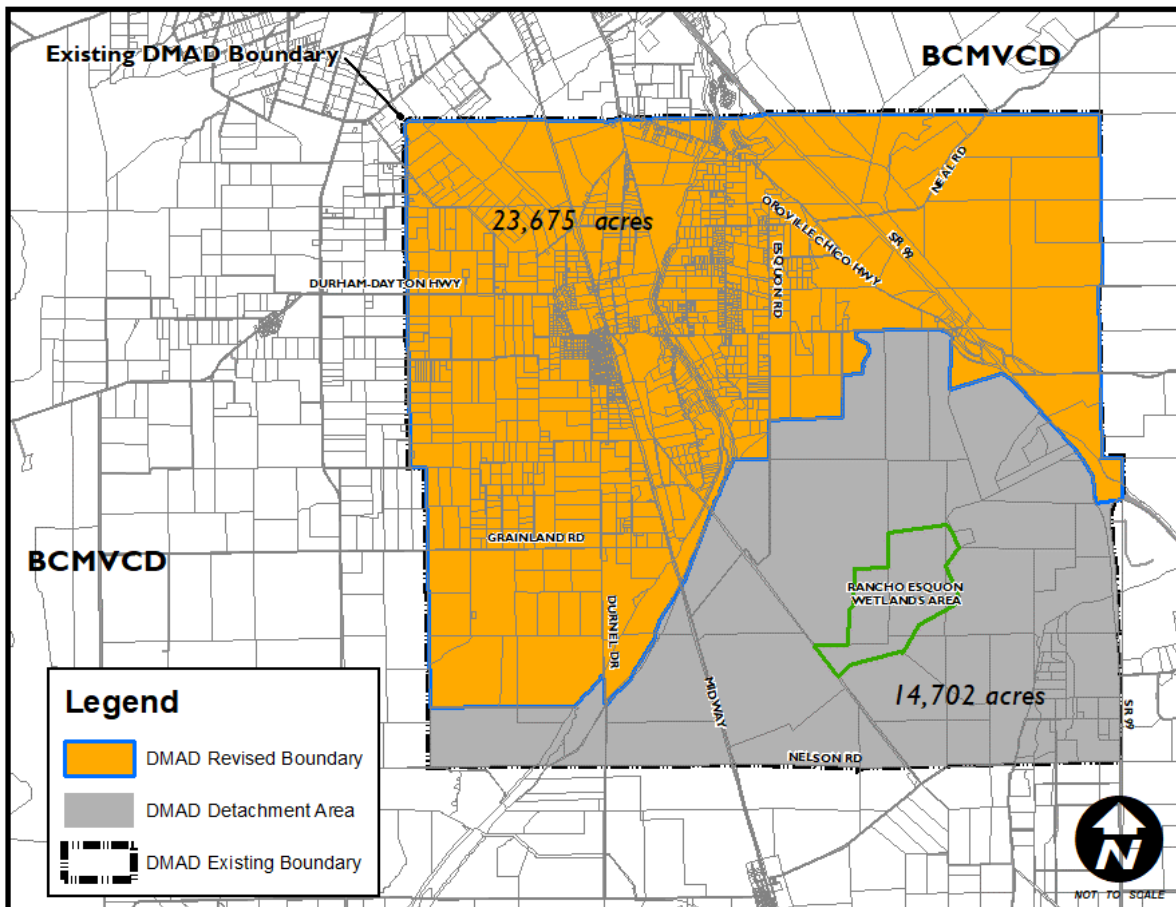 Existing DMAD Boundary
BCMVCD
NEAL RD
23,675 acres
OROVILLE CHICO HWY
SR 99
ESQUON RD
DURHAM-DAYTON HWY
GRAINLAND RD
BCMVCD
RANCHO ESQUON
WETLANDS AREA
DURNEL DR
MIDWAY
14,702 acres
SR 99
NELSON RD
Legend
DMAD Revised Boundary
DMAD Detachment Area
DMAD Existing Boundary
N
NOT TO SCALE